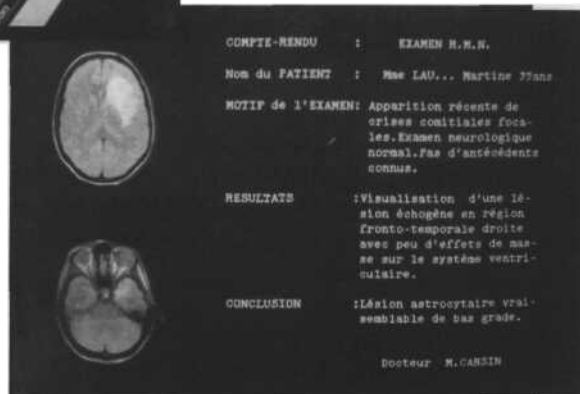 COMPTE-RENDU : EXAMEN R.M.N.
Nom du PATIENT : Mme LAU... Martine ans
MOTIF de l'EXAMEN: Apparition récente de
crises comitiales foca-
les.Examen neurologique
normal.Pas d'antécédents
connus.
RESULTATS :Visualisation d'une lé-
sion échogène en région
fronto-temporale droite
avec peu d'effets de mas-
se sur le système ventri-
culaire.
CONCLUSION :Lésion astrocytaire vrai-
semblable de bas grade.
Docteur M.CANSIN